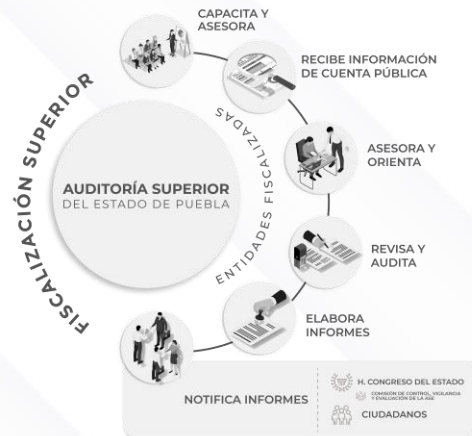 CAPACITA Y
ASESORA
RECIBE INFORMACIÓN
DE CUENTA PÚBLICA
FISCALIZACIÓN SUPERIOR
AUDITORÍA SUPERIOR
DEL ESTADO DE PUEBLA
ENTIDADES FISCALIZADAS
ASESORA Y
ORIENTA
REVISA Y
AUDITA
ELABORA
INFORMES
NOTIFICA INFORMES
H. CONGRESO DEL ESTADO
COMISIÓN DE CONTROL, VIGILANCIA
Y EVALUACIÓN DE LA ASE
CIUDADANOS